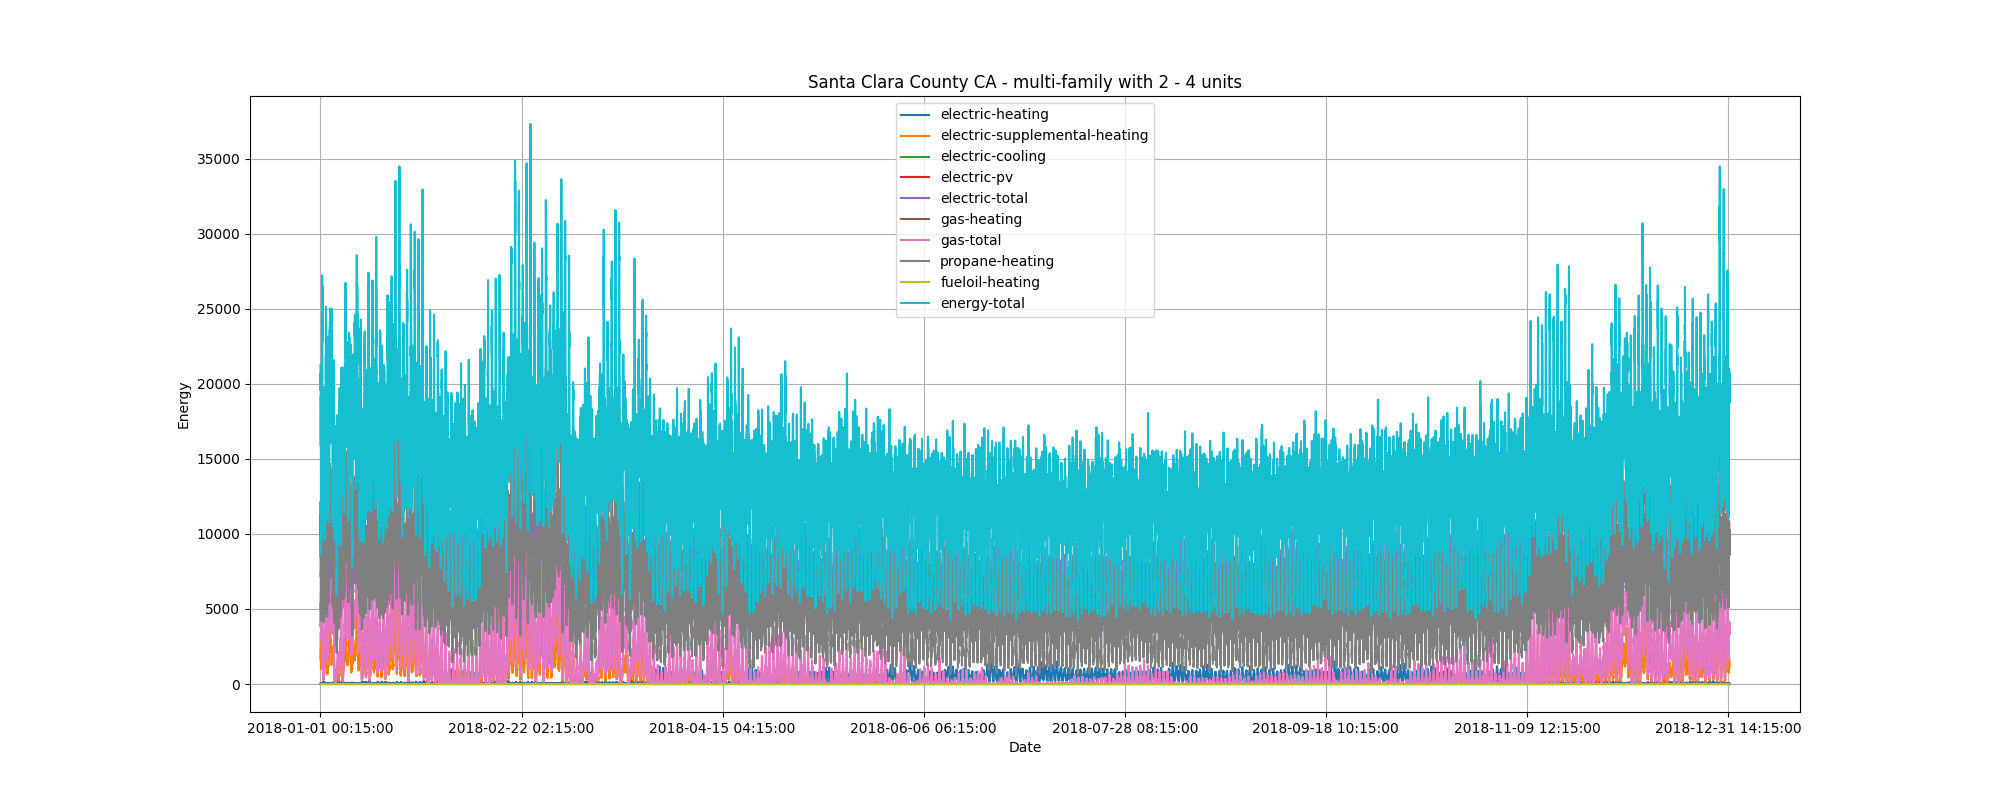 Santa Clara County CA - multi-family with 2 - 4 units
electric-heating
electric-supplemental-heating
electric-cooling
electric-pv
electric-total
gas-heating
gas-total
propane-heating
fueloil-heating
energy-total
Energy
35000
30000
25000
20000
15000
10000
5000
0
2018-01-01 00:15:00
2018-02-22 02:15:00
2018-04-15 04:15:00
2018-06-06 06:15:00
2018-07-28 08:15:00
2018-09-18 10:15:00
2018-11-09 12:15:00
2018-12-31 14:15:00
Date